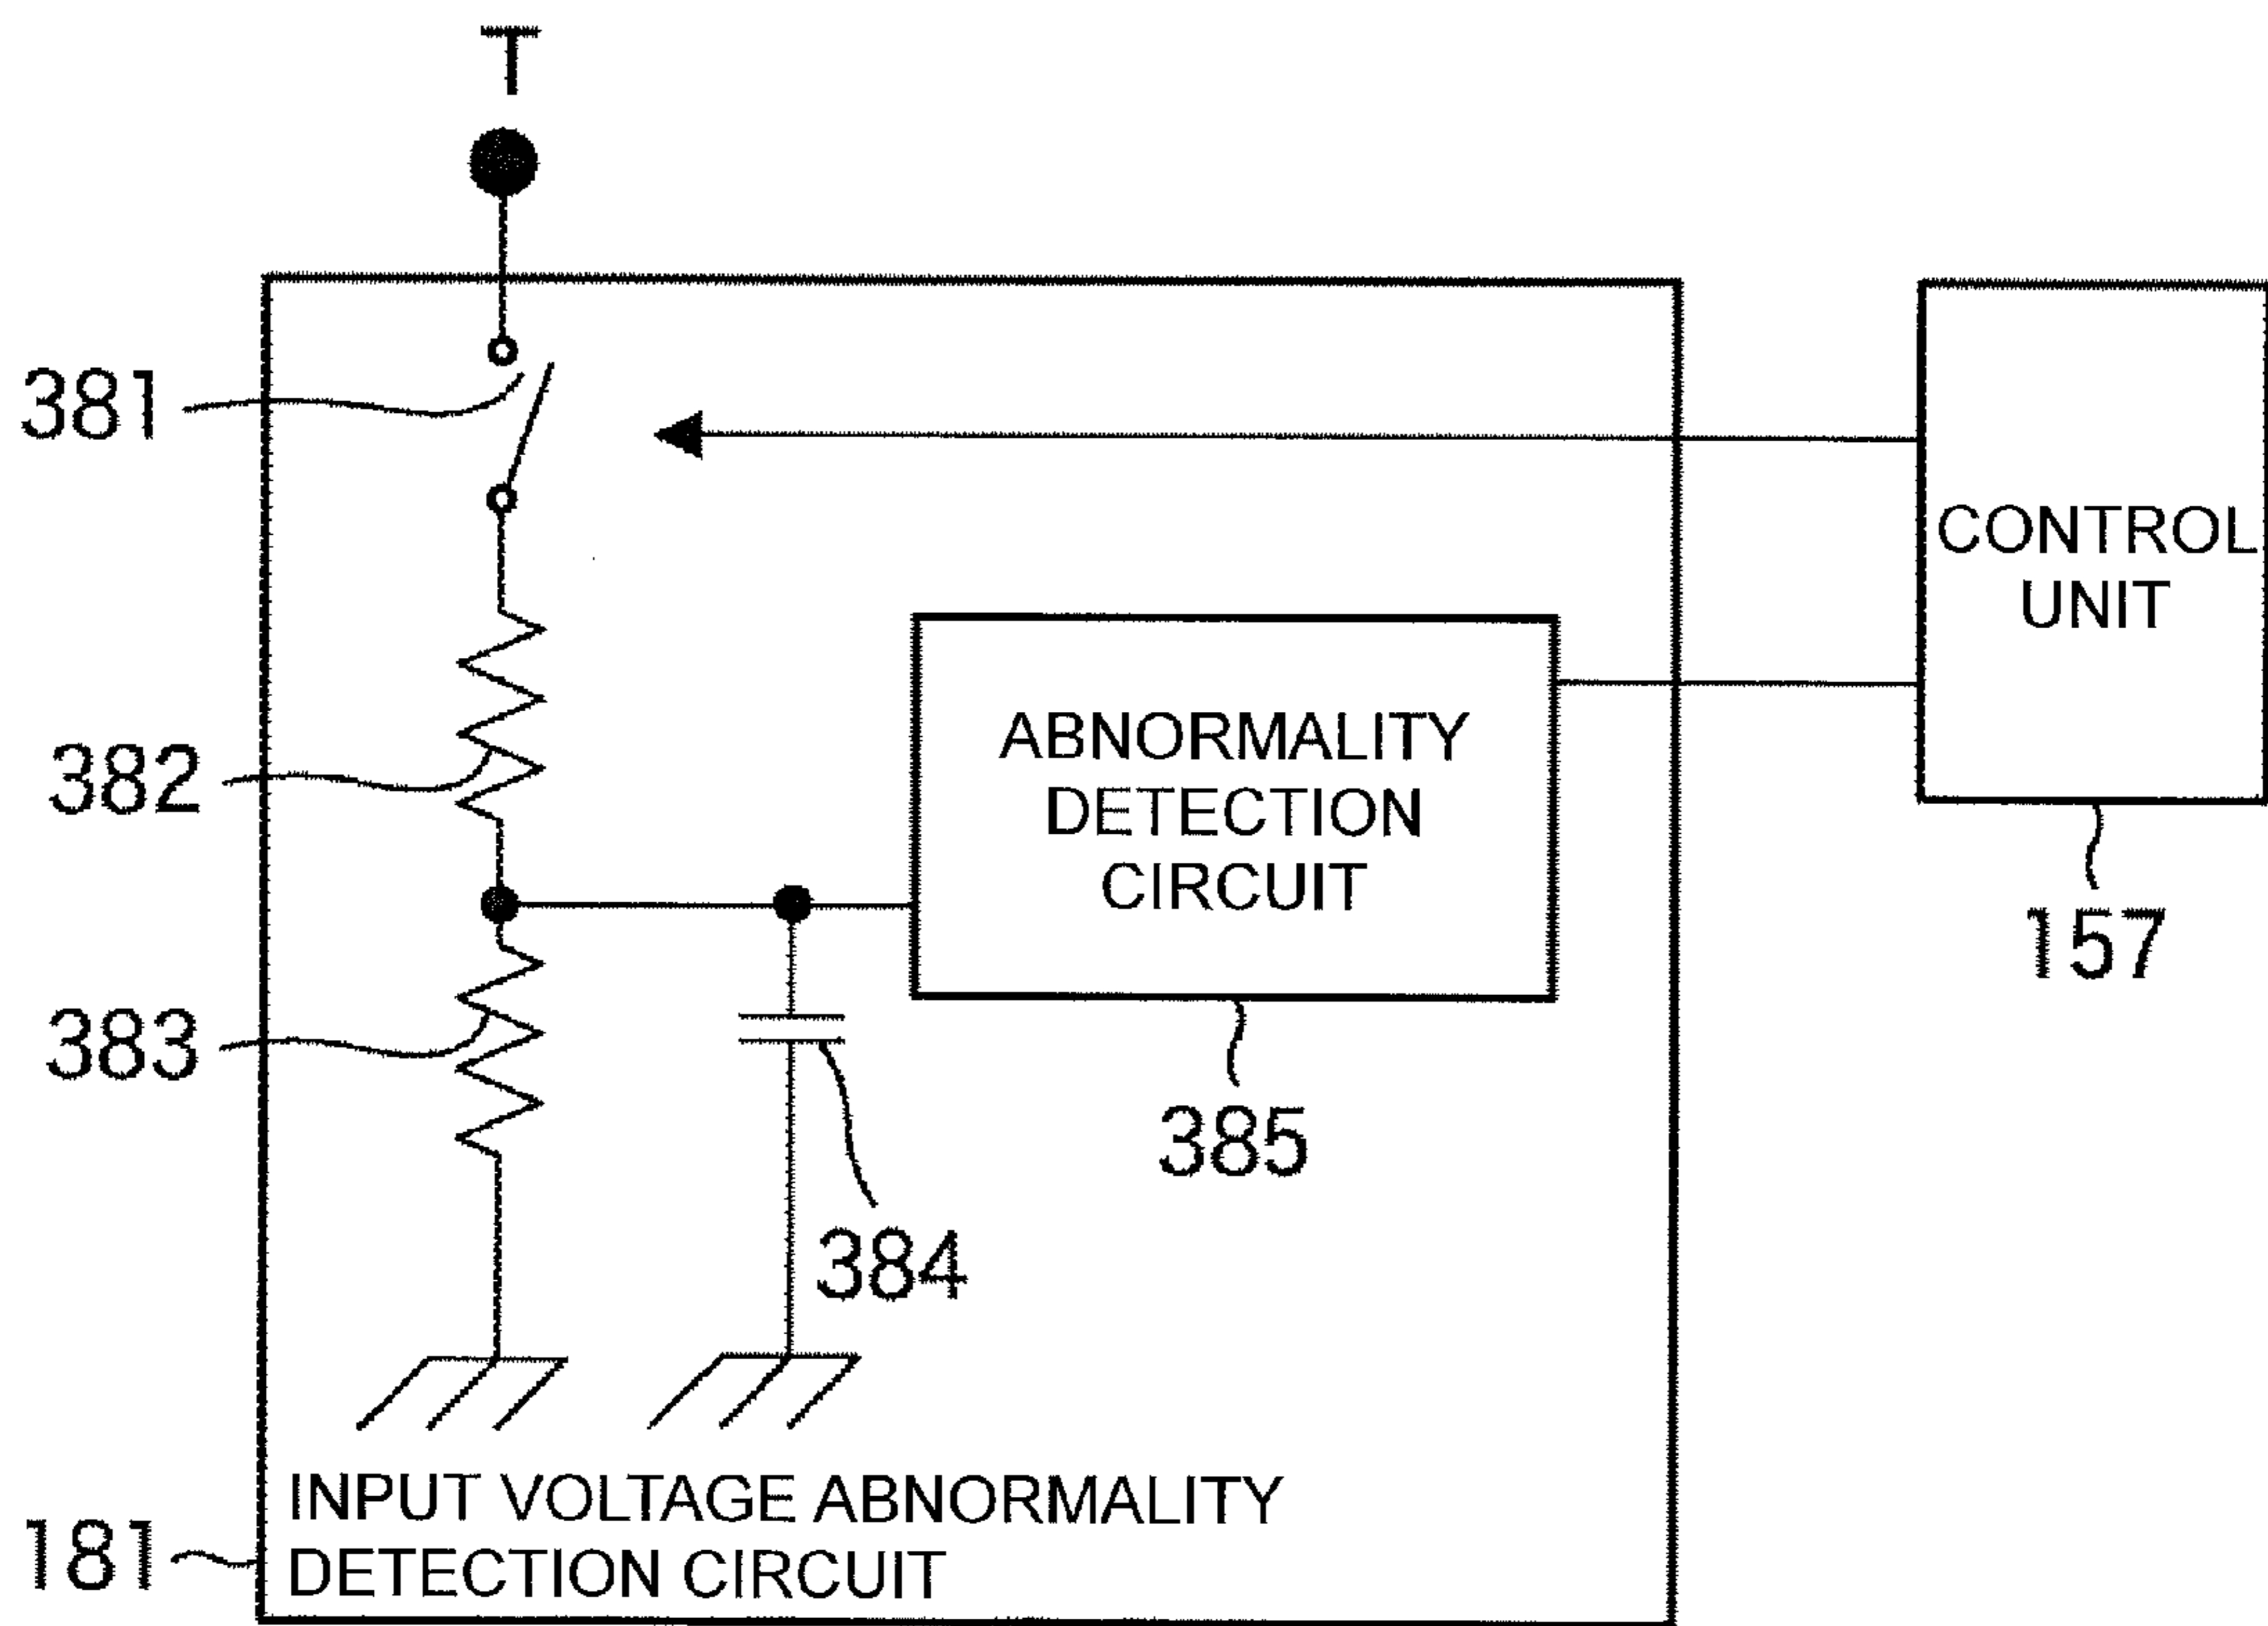 T
381
CONTROL
UNIT
382
ABNORMALITY
DETECTION
CIRCUIT
157
383
385
384
INPUT VOLTAGE ABNORMALITY
DETECTION CIRCUIT
181